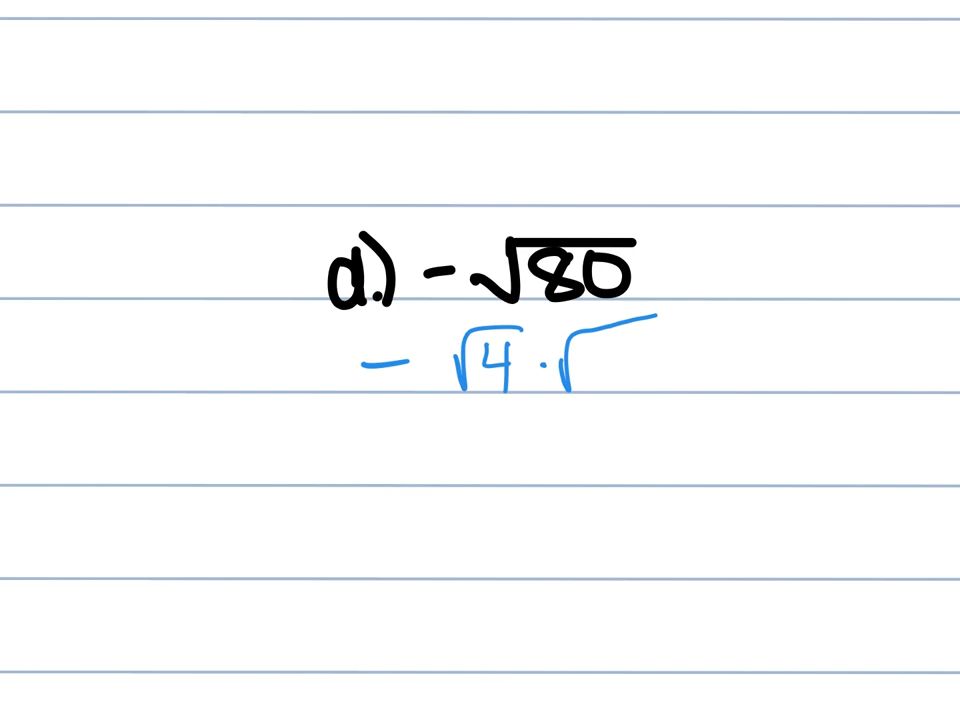 d.) -√80
- √4 · √